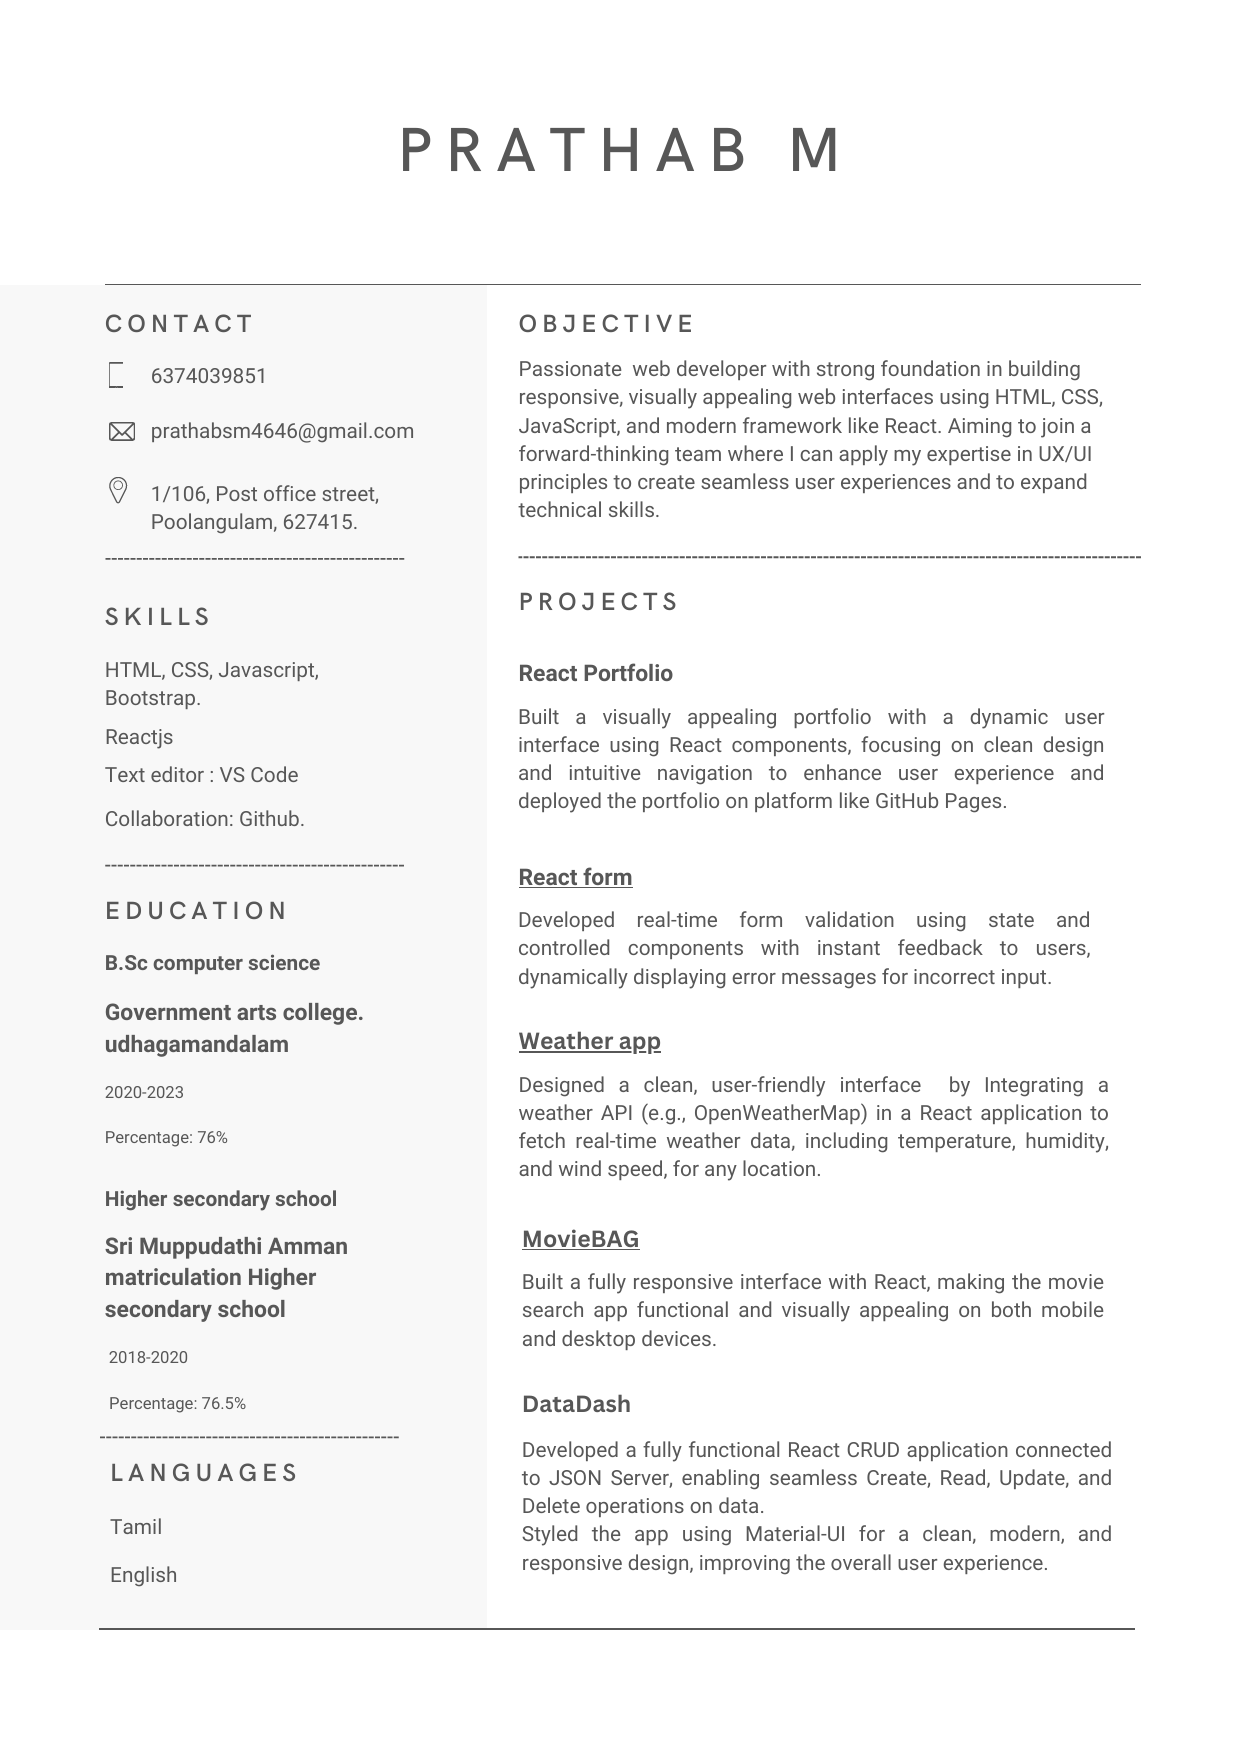 PRATHAB M
CONTACT
6374039851
prathabsm4646@gmail.com
1/106, Post office street,
Poolangulam, 627415.
------------------------------------------------
SKILLS
HTML, CSS, Javascript,
Bootstrap.
Reactjs
Text editor : VS Code
Collaboration: Github.
------------------------------------------------
EDUCATION
B.Sc computer science
Government arts college.
udhagamandalam
2020-2023
Percentage: 76%
Higher secondary school
Sri Muppudathi Amman
matriculation Higher
secondary school
2018-2020
Percentage: 76.5%
------------------------------------------------
LANGUAGES
Tamil
English
OBJECTIVE
Passionate  web developer with strong foundation in building
responsive, visually appealing web interfaces using HTML, CSS,
JavaScript, and modern framework like React. Aiming to join a
forward-thinking team where I can apply my expertise in UX/UI
principles to create seamless user experiences and to expand
technical skills.
----------------------------------------------------------------------------------------------------
PROJECTS
React Portfolio
Built a visually appealing portfolio with a dynamic user
interface using React components, focusing on clean design
and intuitive navigation to enhance user experience and
deployed the portfolio on platform like GitHub Pages.
React form
Developed real-time form validation using state and
controlled components with instant feedback to users,
dynamically displaying error messages for incorrect input.
Weather app
Designed a clean, user-friendly interface  by Integrating a
weather API (e.g., OpenWeatherMap) in a React application to
fetch real-time weather data, including temperature, humidity,
and wind speed, for any location.
MovieBAG
Built a fully responsive interface with React, making the movie
search app functional and visually appealing on both mobile
and desktop devices.
DataDash
Developed a fully functional React CRUD application connected
to JSON Server, enabling seamless Create, Read, Update, and
Delete operations on data.
Styled the app using Material-UI for a clean, modern, and
responsive design, improving the overall user experience.